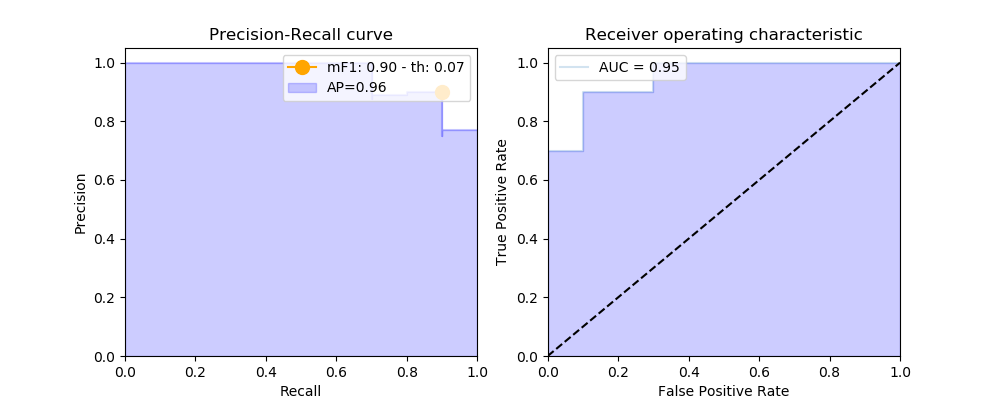 Precision-Recall curve
mF1: 0.90 - th: 0.07
AP=0.96
1.0
0.8
0.6
0.4
0.2
0.0
Precision
0.0 0.2 0.4 0.6 0.8 1.0
Recall
Receiver operating characteristic
AUC = 0.95
1.0
0.8
0.6
0.4
0.2
0.0
True Positive Rate
0.0 0.2 0.4 0.6 0.8 1.0
False Positive Rate